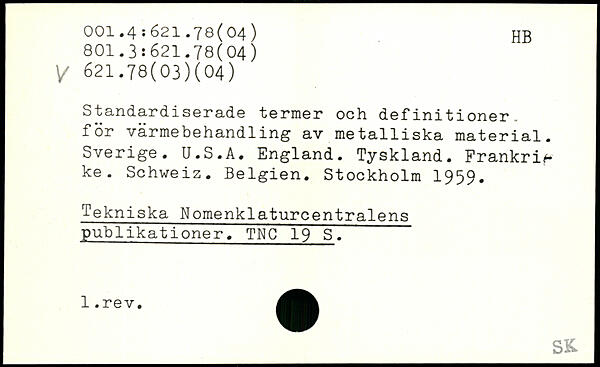 001.4:621.78(04)
HB
801.3:621.78(04)
V 621.78(03)(04)
Standardiserade termer och definitioner
för värmebehandling av metalliska material.
Sverige. U.S.A. England. Tyskland. Frankri-
ke. Schweiz. Belgien. Stockholm 1959.
Tekniska Nomenklaturcentralens
publikationer. TNC 19 S.
1.rev.
SK